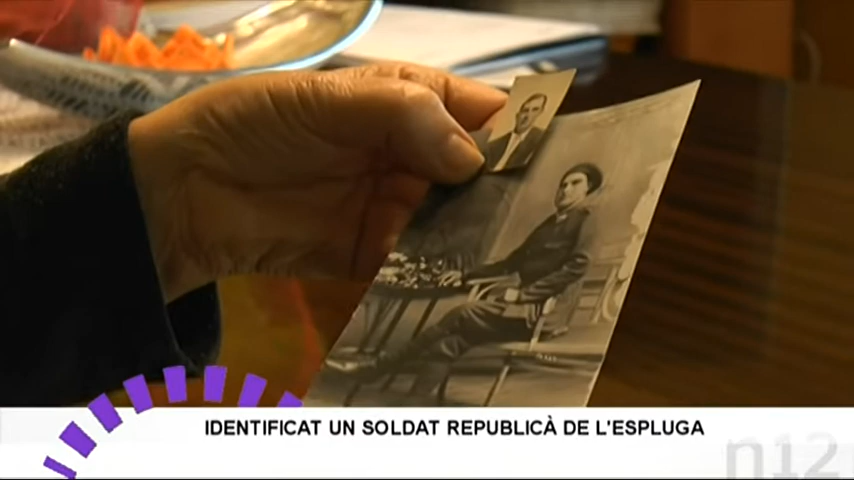 IDENTIFICAT UN SOLDAT REPUBLICÀ DE L'ESPLUGA
n12